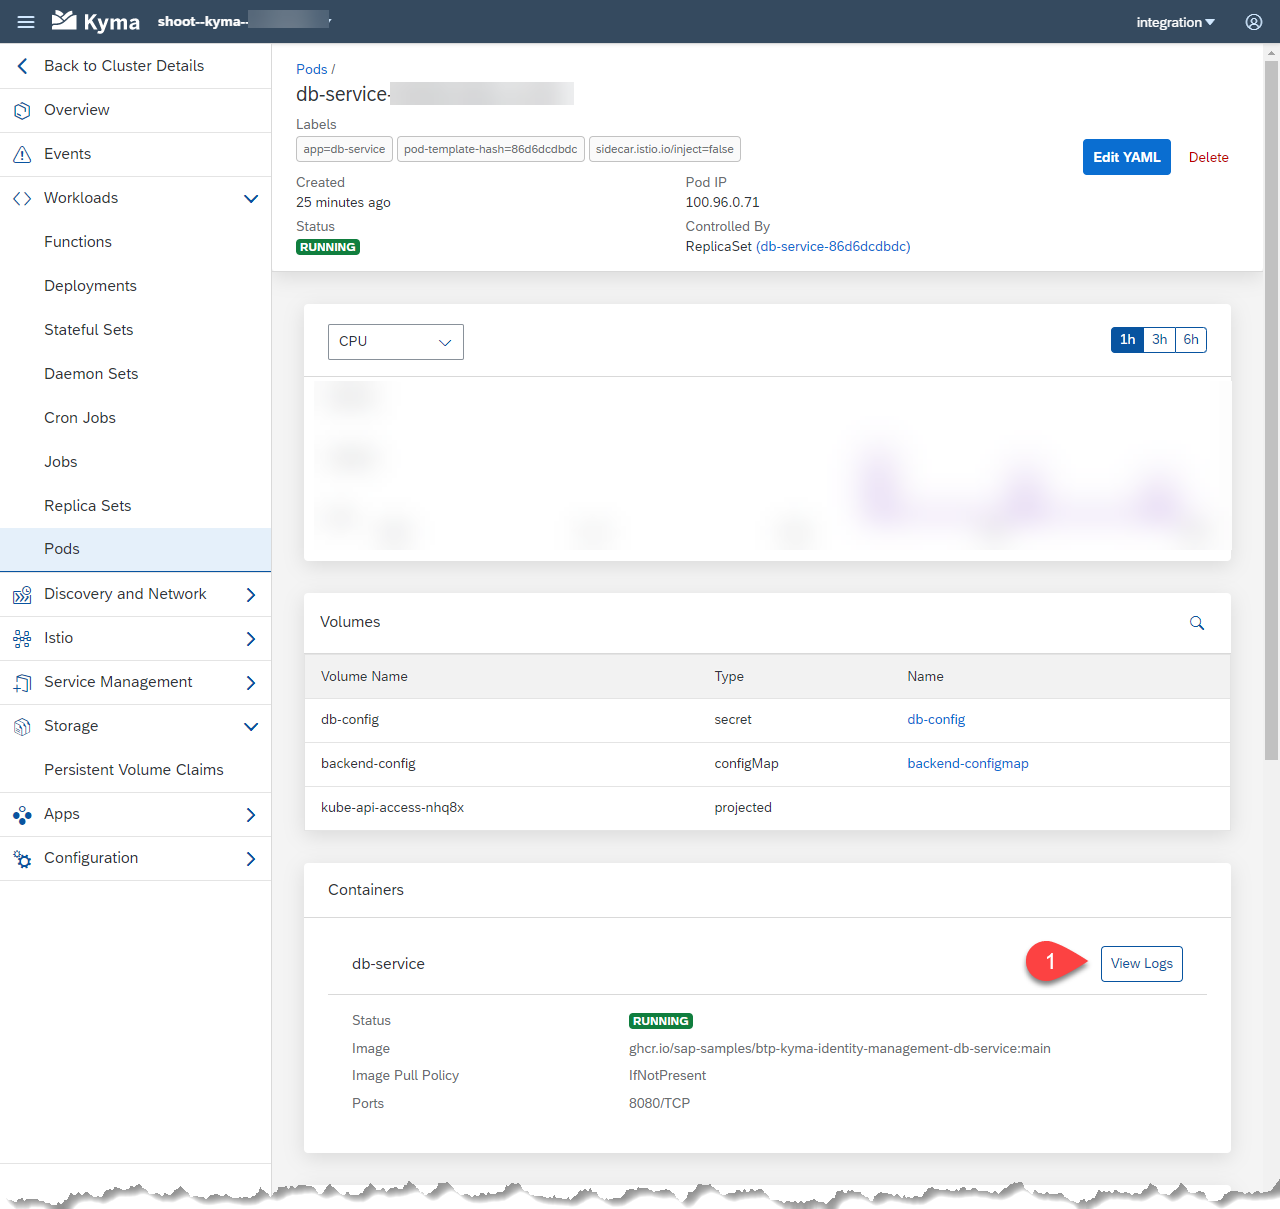 Kyma shoot--kyma-- integration
Back to Cluster Details
Overview
Events
Workloads
Functions
Deployments
Stateful Sets
Daemon Sets
Cron Jobs
Jobs
Replica Sets
Pods
Discovery and Network
Istio
Service Management
Storage
Persistent Volume Claims
Apps
Configuration
Pods /
db-service-
Labels
app=db-service pod-template-hash=86d6dcdbdc sidecar.istio.io/inject=false
Edit YAML Delete
Created
25 minutes ago
Pod IP
100.96.0.71
Status
RUNNING
Controlled By
ReplicaSet (db-service-86d6dcdbdc)
CPU 1h 3h 6h
Volumes
Volume Name Type Name
db-config secret db-config
backend-config configMap backend-configmap
kube-api-access-nhq8x projected
Containers
db-service 1 View Logs
Status RUNNING
Image ghcr.io/sap-samples/btp-kyma-identity-management-db-service:main
Image Pull Policy IfNotPresent
Ports 8080/TCP